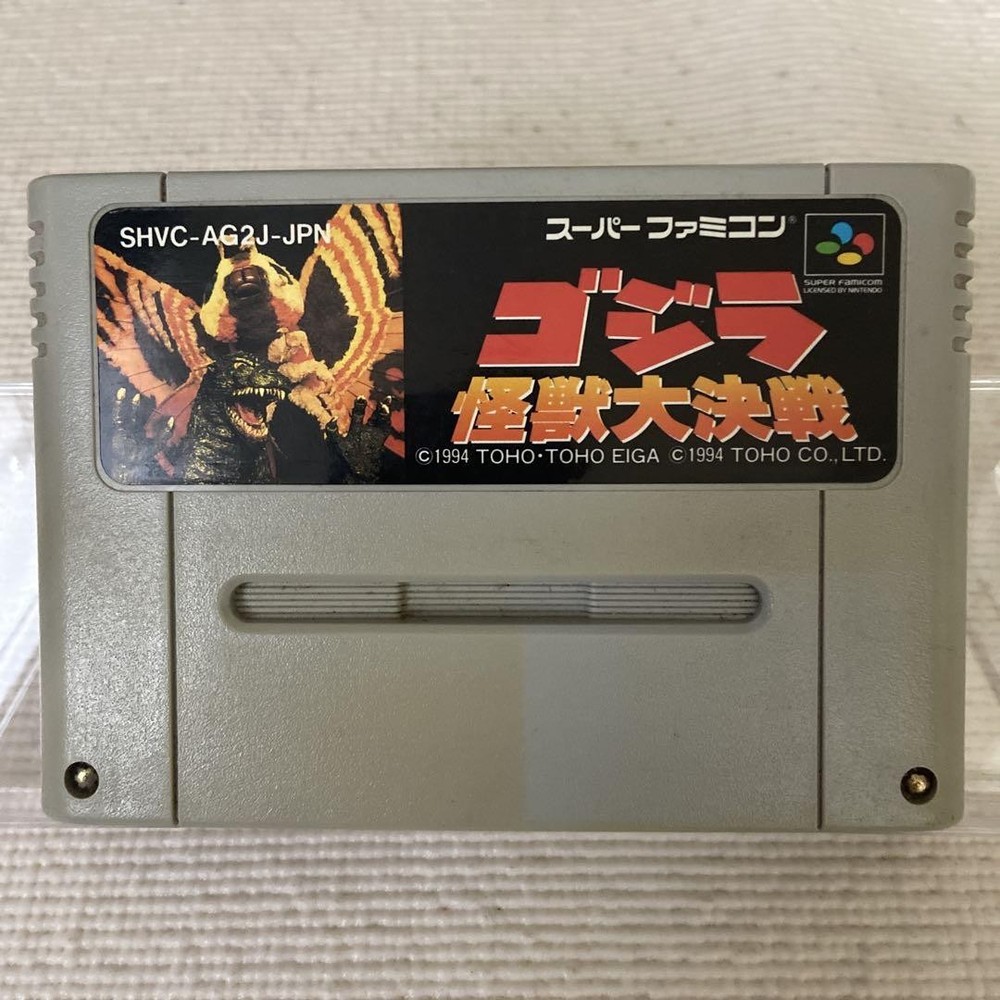 SHVC-AG2J-JPN
スーパーファミコン®
SUPER FAMICOM
LICENSED BY NINTENDO
ゴジラ
怪獣大決戦
©1994 TOHO・TOHO EIGA ©1994 TOHO CO.,LTD.